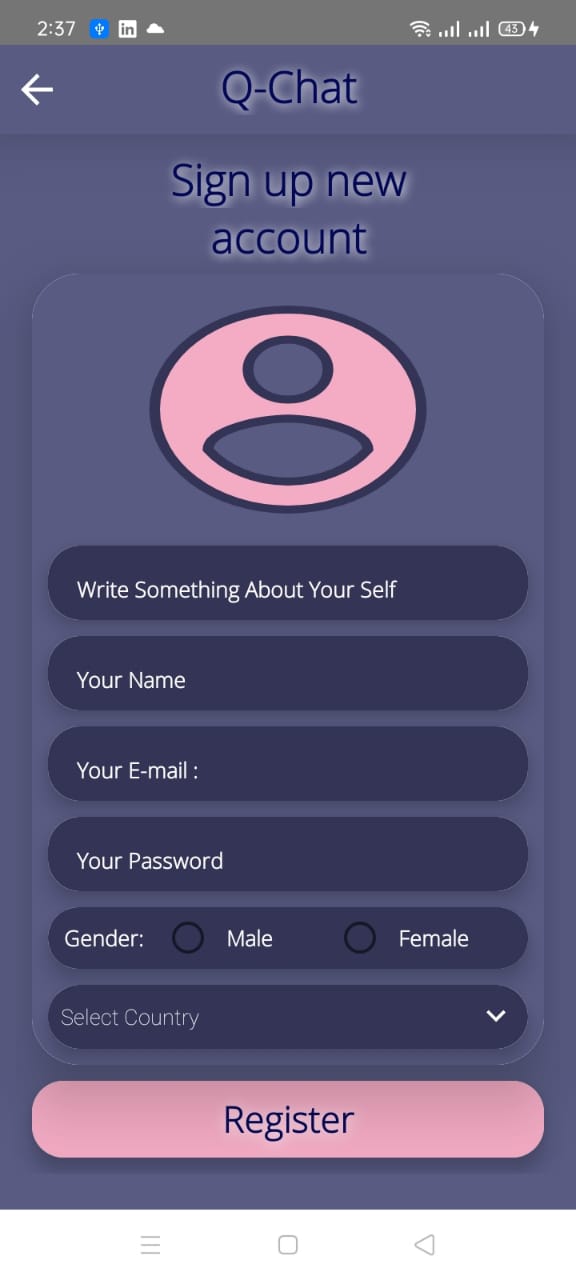 2:37 43
Q-Chat
Sign up new
account
Write Something About Your Self
Your Name
Your E-mail :
Your Password
Gender: Male Female
Select Country
Register